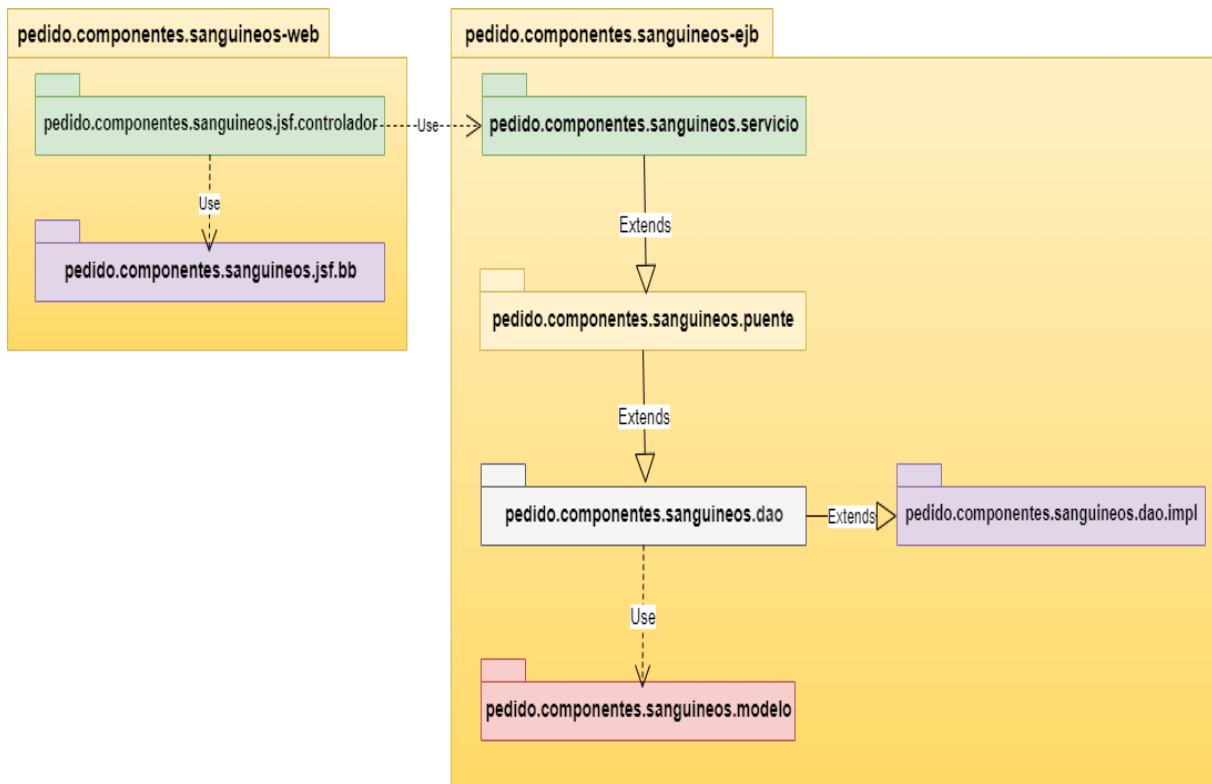 pedido.componentes.sanguineos-web
pedido.componentes.sanguineos-ejb
pedido.componentes.sanguineos.jsf.controlador
Use
pedido.componentes.sanguineos.servicio
Use
pedido.componentes.sanguineos.jsf.bb
Extends
pedido.componentes.sanguineos.puente
Extends
pedido.componentes.sanguineos.dao
Extends
pedido.componentes.sanguineos.dao.impl
Use
pedido.componentes.sanguineos.modelo